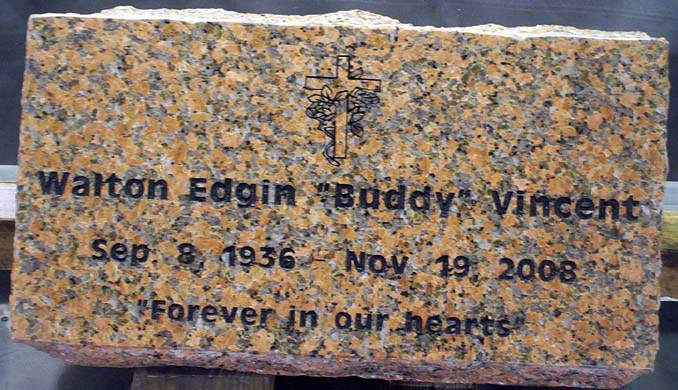 Walton Edgin "Buddy" Vincent
Sep. 8, 1936 - Nov. 19, 2008
"Forever in our hearts"